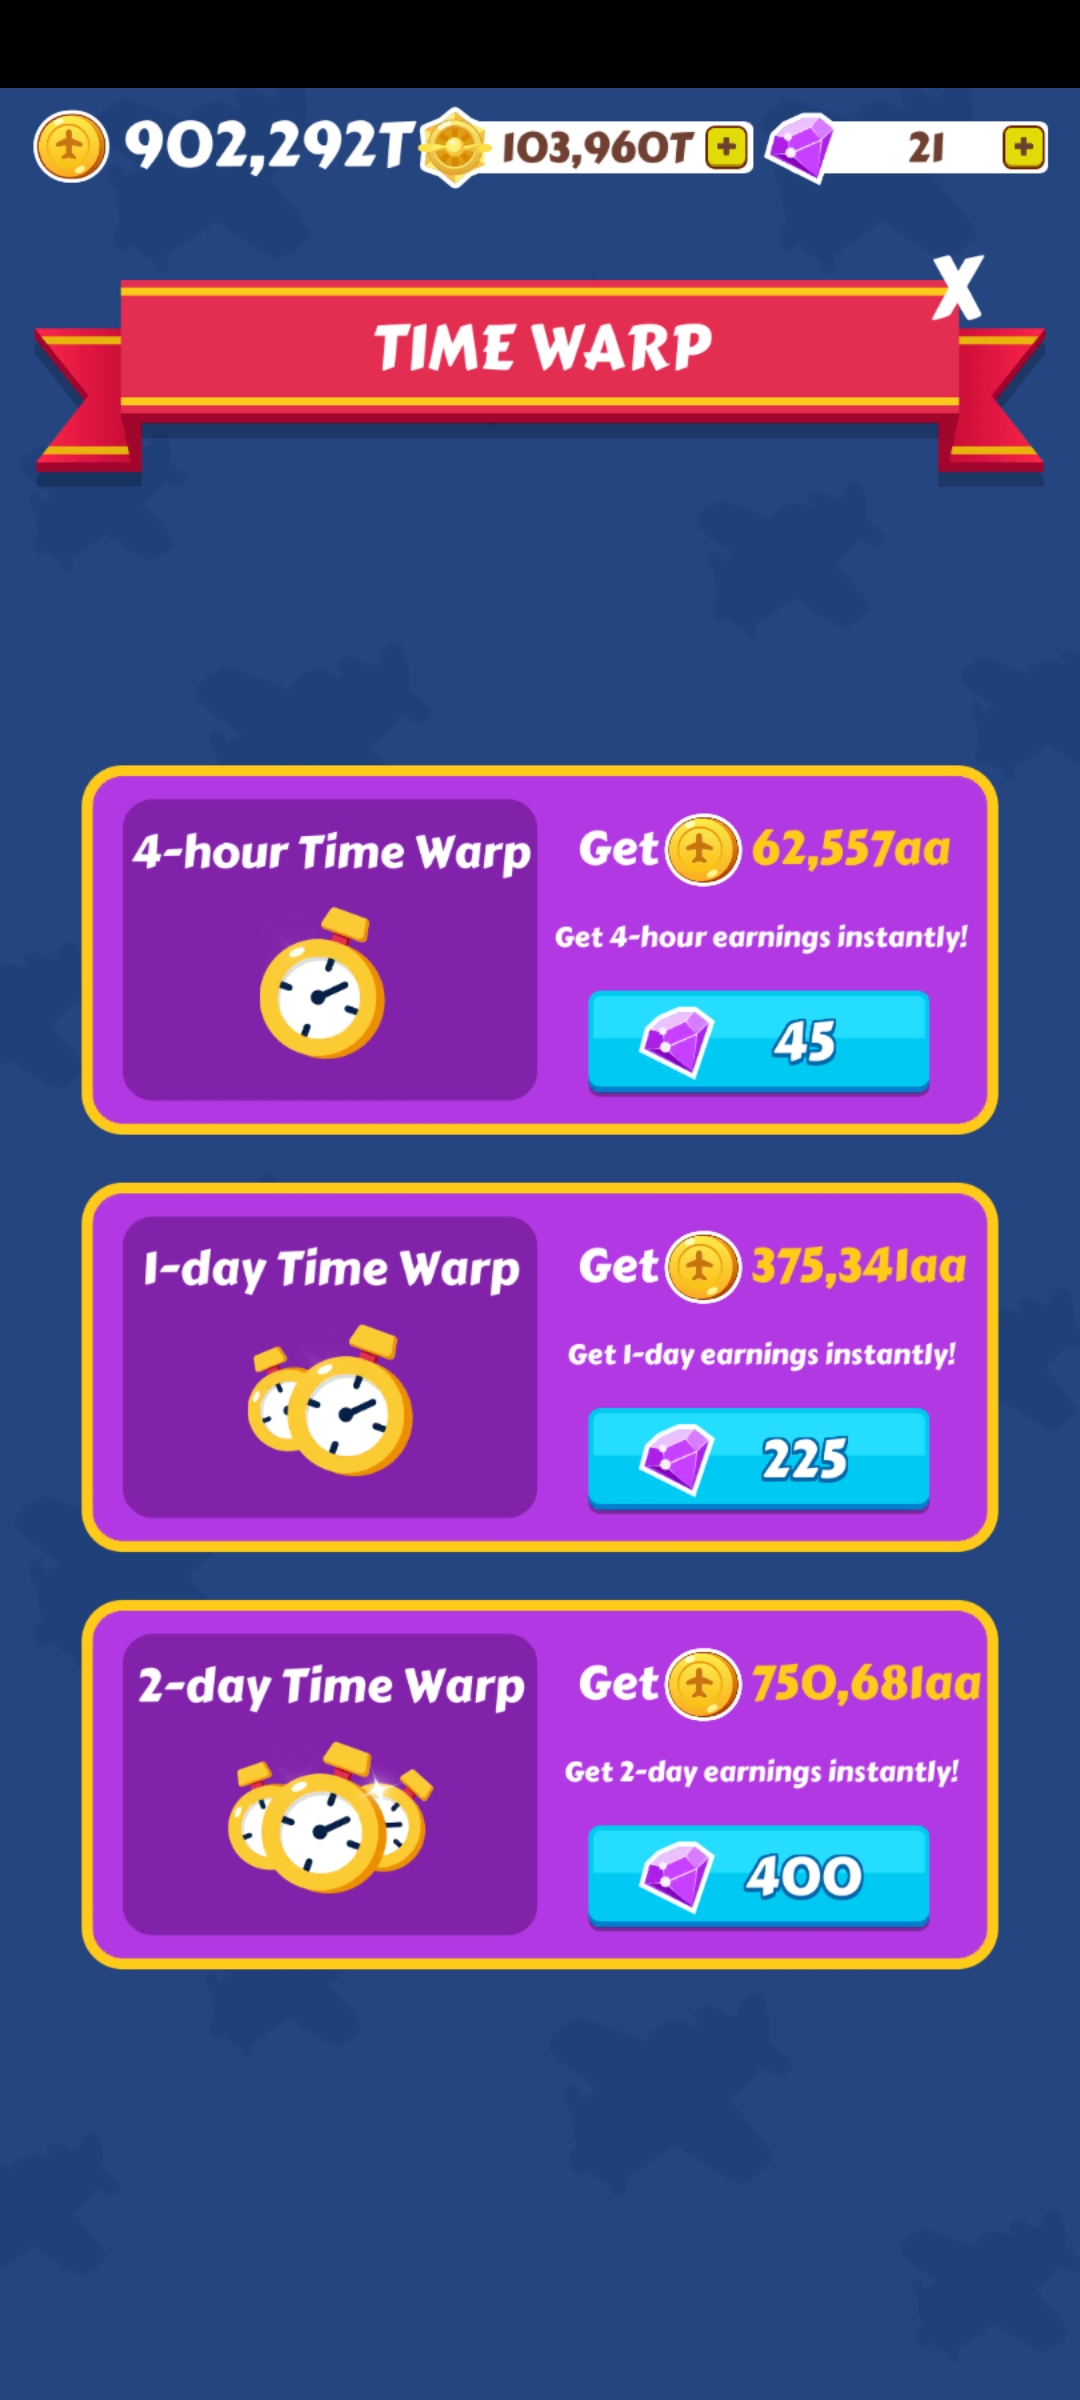 902,292T 103,960T + 21 +
X
TIME WARP
4-hour Time Warp
Get 62,557aa
Get 4-hour earnings instantly!
45
1-day Time Warp
Get 375,341aa
Get 1-day earnings instantly!
225
2-day Time Warp
Get 750,681aa
Get 2-day earnings instantly!
400